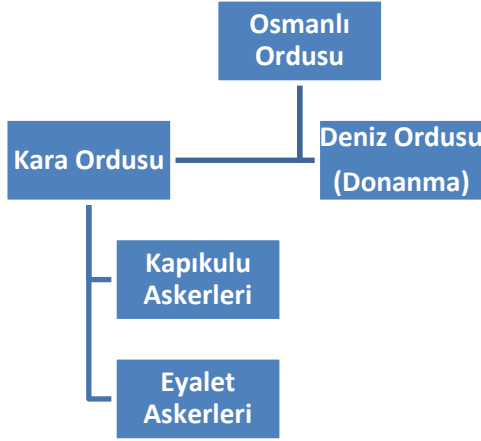 Osmanlı
Ordusu
Kara Ordusu
Deniz Ordusu
(Donanma)
Kapıkulu
Askerleri
Eyalet
Askerleri